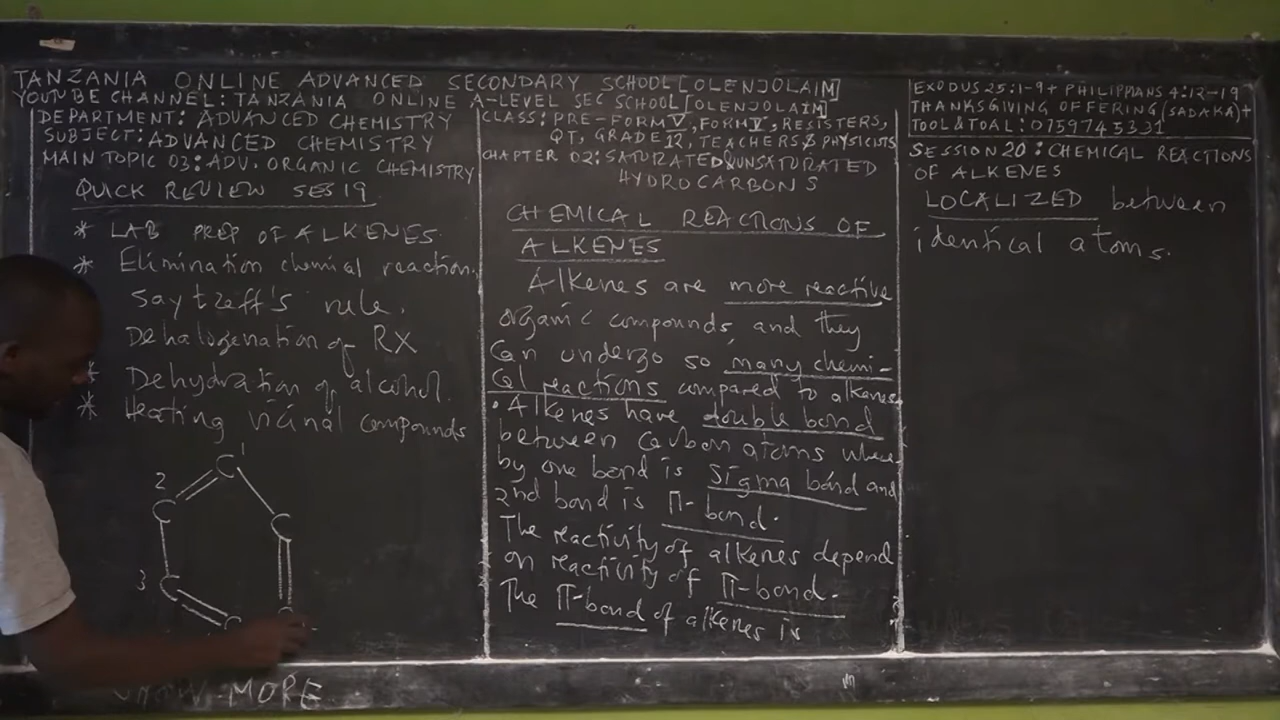 TANZANIA ONLINE ADVANCED SECONDARY SCHOOL [OLENJOLAIM]
YOUTUBE CHANNEL: TANZANIA ONLINE A-LEVEL SEC SCHOOL [OLENJOLAIM]
DEPARTMENT: ADVANCED CHEMISTRY
SUBJECT: ADVANCED CHEMISTRY
MAIN TOPIC 03: ADV. ORGANIC CHEMISTRY
QUICK REVIEW SES 19
* LAB PREP OF ALKENES.
* Elimination chemial reaction.
Saytzeff's rule.
Dehalogenation of RX
* Dehydration of alcohol.
* Heating vicinal compounds
C 1
2 C
C
3 C
C
MORE
CLASS: PRE-FORM V, FORM V, RESISTERS,
QT, GRADE 12, TEACHERS & PHYSICISTS
CHAPTER 02: SATURATED & UNSATURATED
HYDROCARBONS
CHEMICAL REACTIONS OF
ALKENES
Alkenes are more reactive
organic compounds, and they
can undergo so many chemi-
cal reactions compared to alkenes
• Alkenes have double bond
between carbon atoms where
by one bond is sigma bond and
2nd bond is Π-bond.
The reactivity of alkenes depend
on reactivity of Π-bond.
The Π-bond of alkenes is
EXODUS 25:1-9 + PHILIPPIANS 4:12-19
THANKSGIVING OFFERING (SADAKA) +
TOOL & TOAL: 0759745331
SESSION 20: CHEMICAL REACTIONS
OF ALKENES
LOCALIZED between
identical atoms.